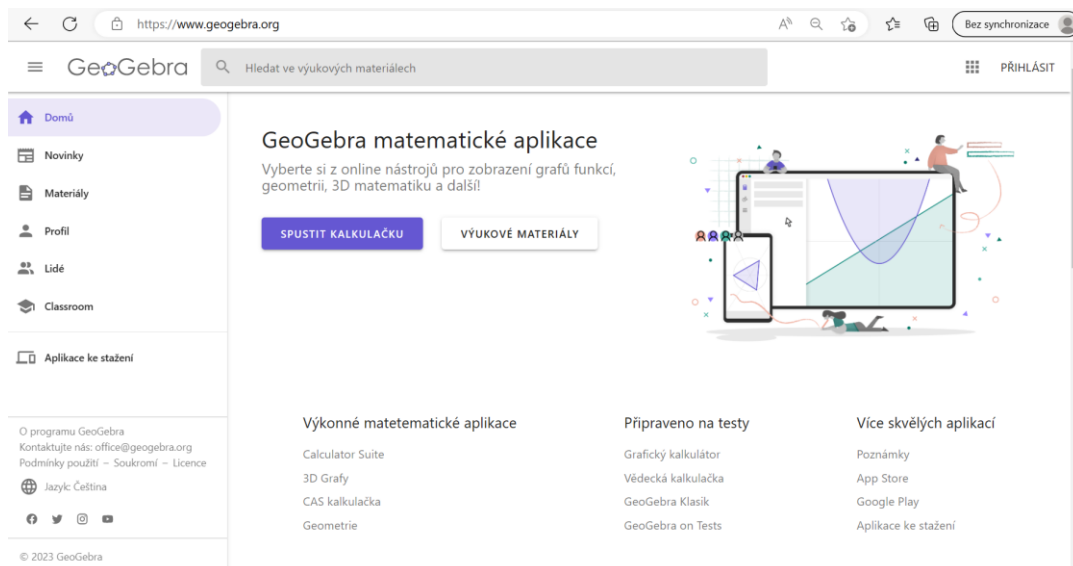 https://www.geogebra.org
Bez synchronizace
GeoGebra
Hledat ve výukových materiálech
PŘIHLÁSIT
Domů
Novinky
Materiály
Profil
Lidé
Classroom
Aplikace ke stažení
O programu GeoGebra
Kontaktujte nás: office@geogebra.org
Podmínky použití – Soukromí – Licence
Jazyk: Čeština
© 2023 GeoGebra
GeoGebra matematické aplikace
Vyberte si z online nástrojů pro zobrazení grafů funkcí,
geometrii, 3D matematiku a další!
SPUSTIT KALKULAČKU
VÝUKOVÉ MATERIÁLY
Výkonné matetematické aplikace
Calculator Suite
3D Grafy
CAS kalkulačka
Geometrie
Připraveno na testy
Grafický kalkulátor
Vědecká kalkulačka
GeoGebra Klasik
GeoGebra on Tests
Více skvělých aplikací
Poznámky
App Store
Google Play
Aplikace ke stažení